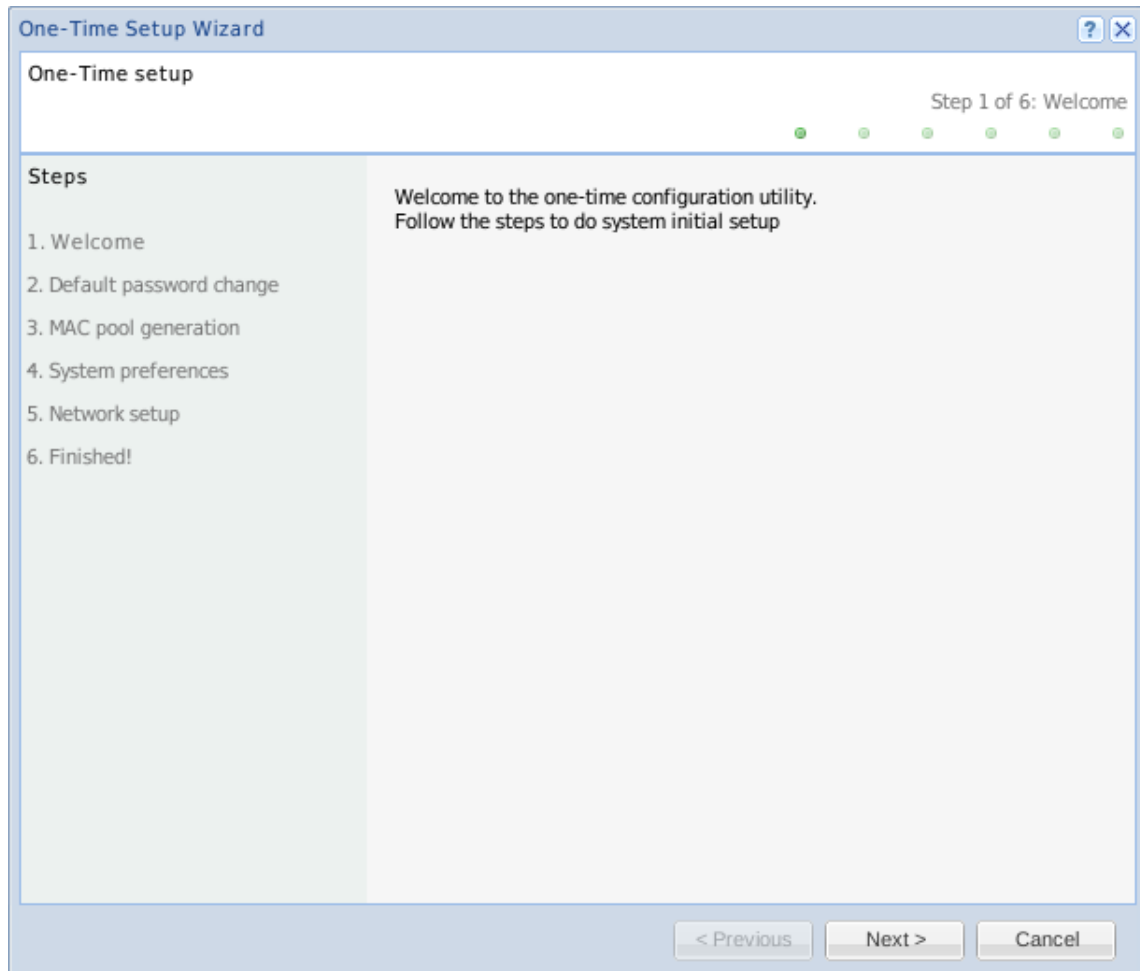 One-Time Setup Wizard
?
One-Time setup
Step 1 of 6: Welcome
Steps
1. Welcome
2. Default password change
3. MAC pool generation
4. System preferences
5. Network setup
6. Finished!
Welcome to the one-time configuration utility.
Follow the steps to do system initial setup
< Previous
Next >
Cancel